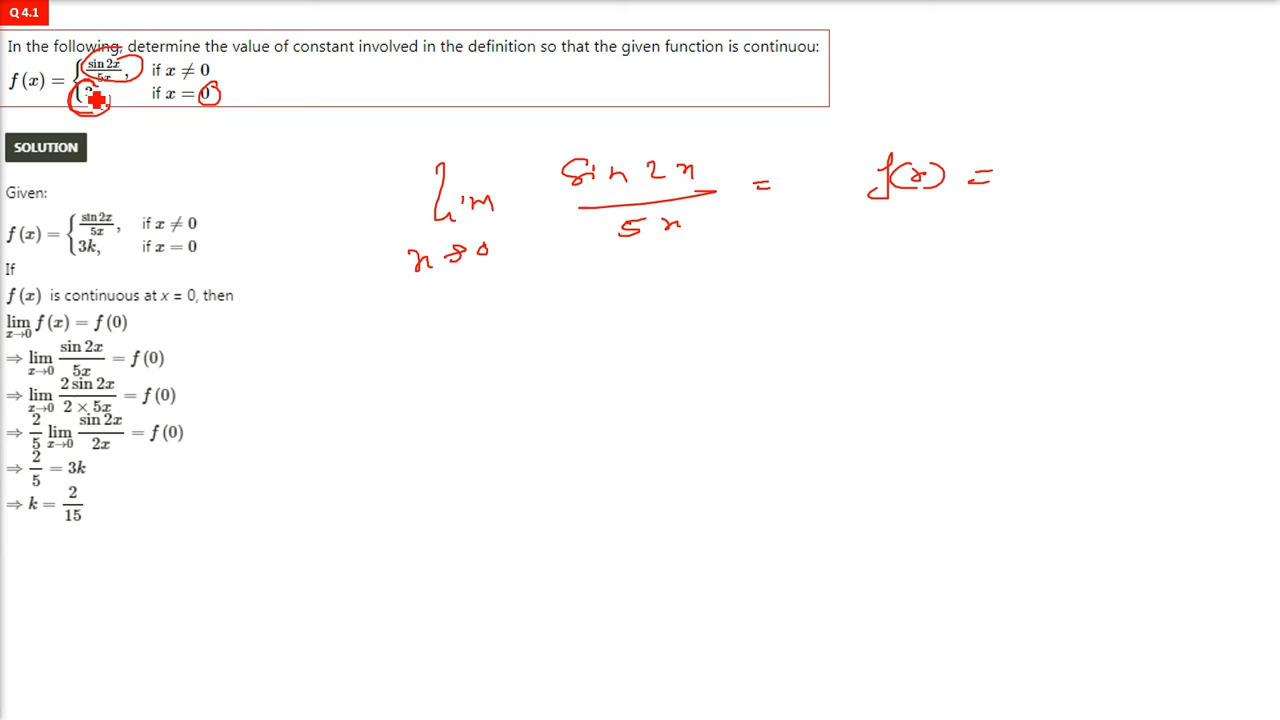 Q 4.1
In the following, determine the value of constant involved in the definition so that the given function is continuou:
f(x) = { sin 2x / 5x, if x ≠ 0
if x = 0
SOLUTION
Given:
f(x) = { sin 2x / 5x, if x ≠ 0
3k, if x = 0
If
f(x) is continuous at x = 0, then
lim x→0 f(x) = f(0)
⇒ lim x→0 sin 2x / 5x = f(0)
⇒ lim x→0 2 sin 2x / 2 × 5x = f(0)
⇒ 2/5 lim x→0 sin 2x / 2x = f(0)
⇒ 2/5 = 3k
⇒ k = 2/15
lim x→0 sin 2x / 5x = f(x) =